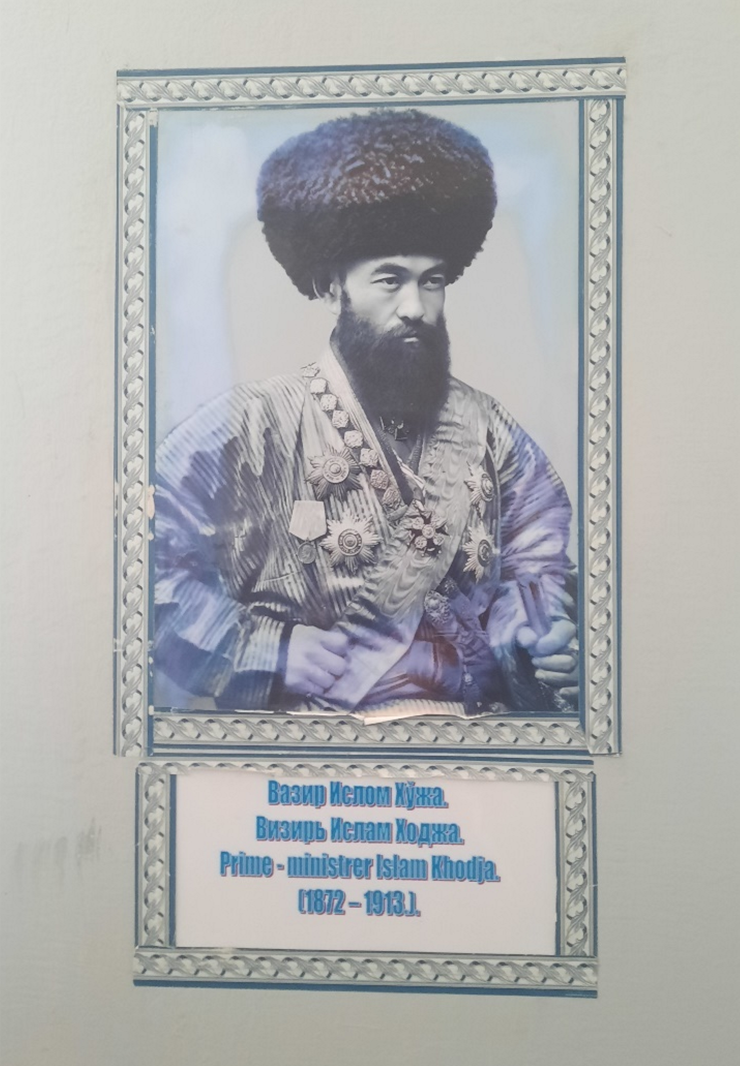 Вазир Ислом Хўжа.
Визирь Ислам Ходжа.
Prime - ministrer Islam Khodja.
(1872 – 1913.).